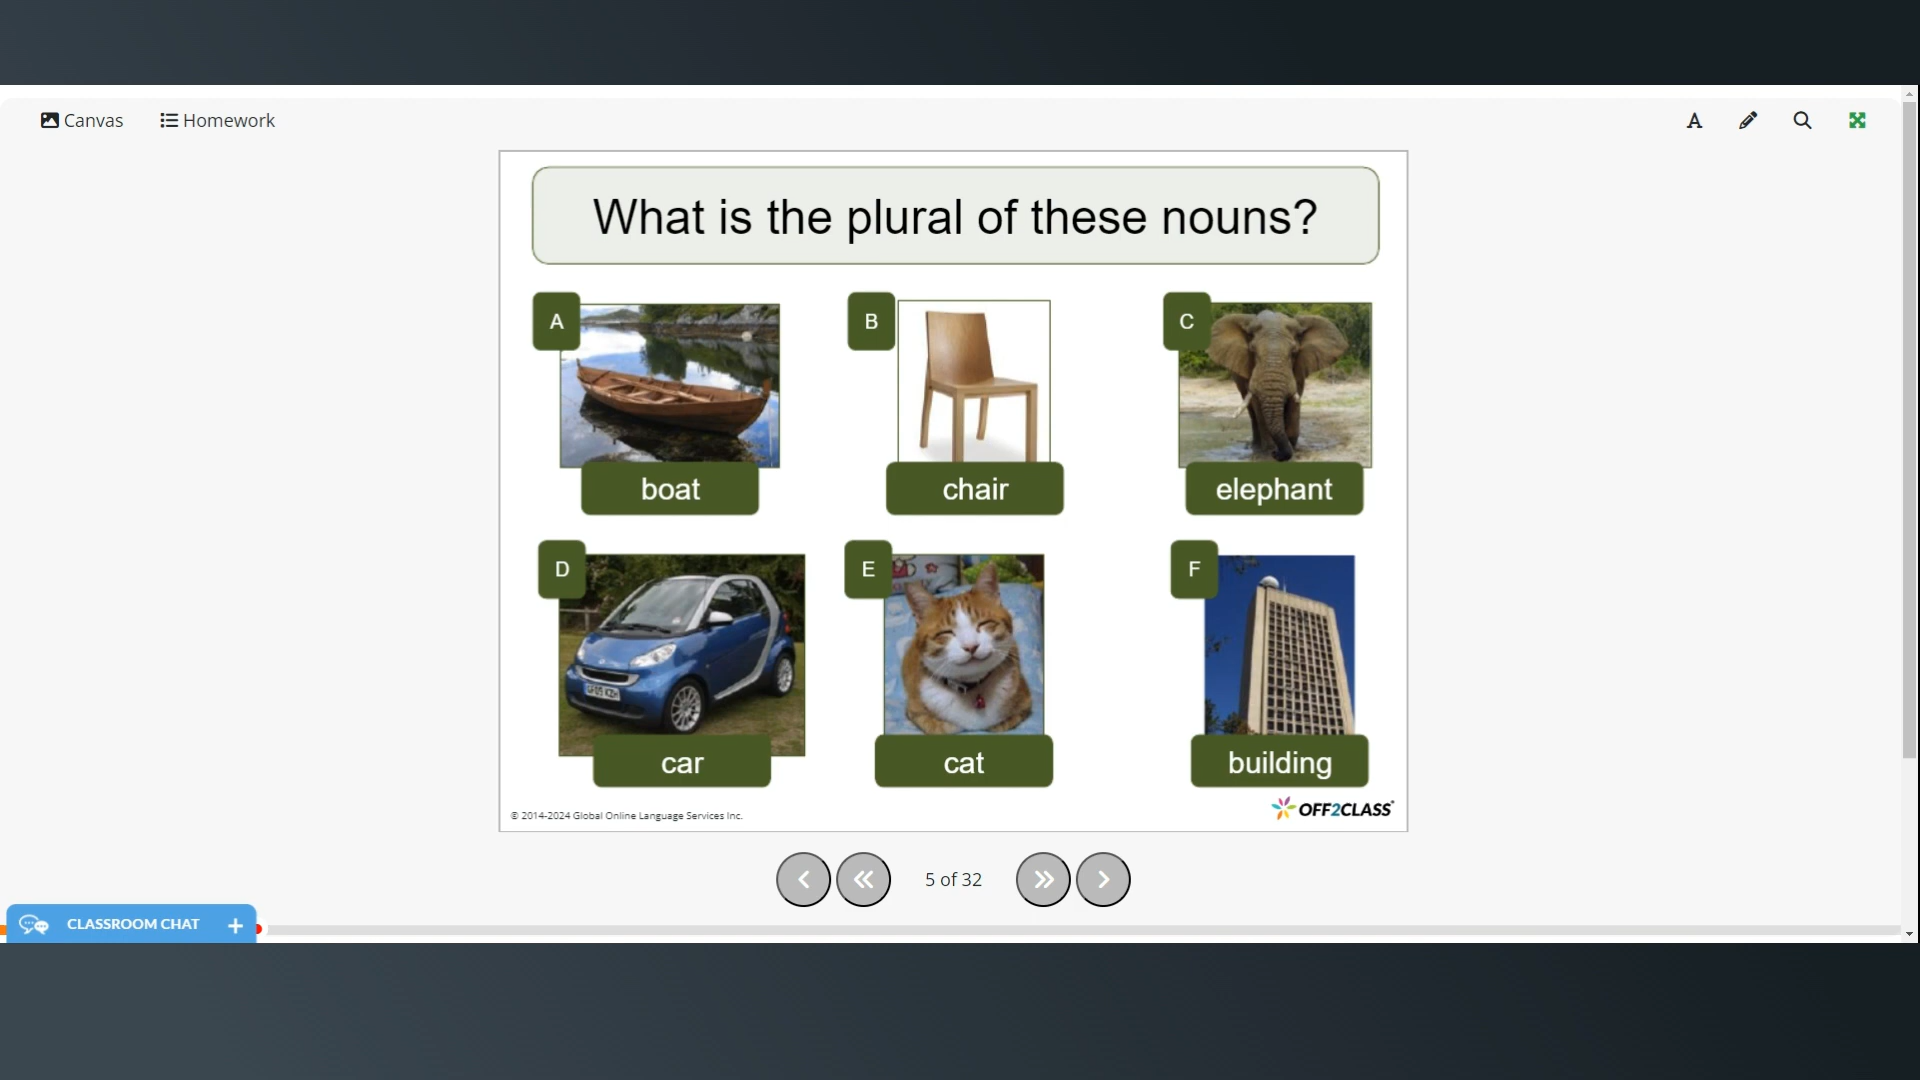 Canvas
Homework
A
What is the plural of these nouns?
A
B
C
boat
chair
elephant
D
E
F
car
cat
building
© 2014-2024 Global Online Language Services Inc.
OFF2CLASS
5 of 32
CLASSROOM CHAT +